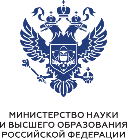 МИНИСТЕРСТВО НАУКИ
И ВЫСШЕГО ОБРАЗОВАНИЯ
РОССИЙСКОЙ ФЕДЕРАЦИИ